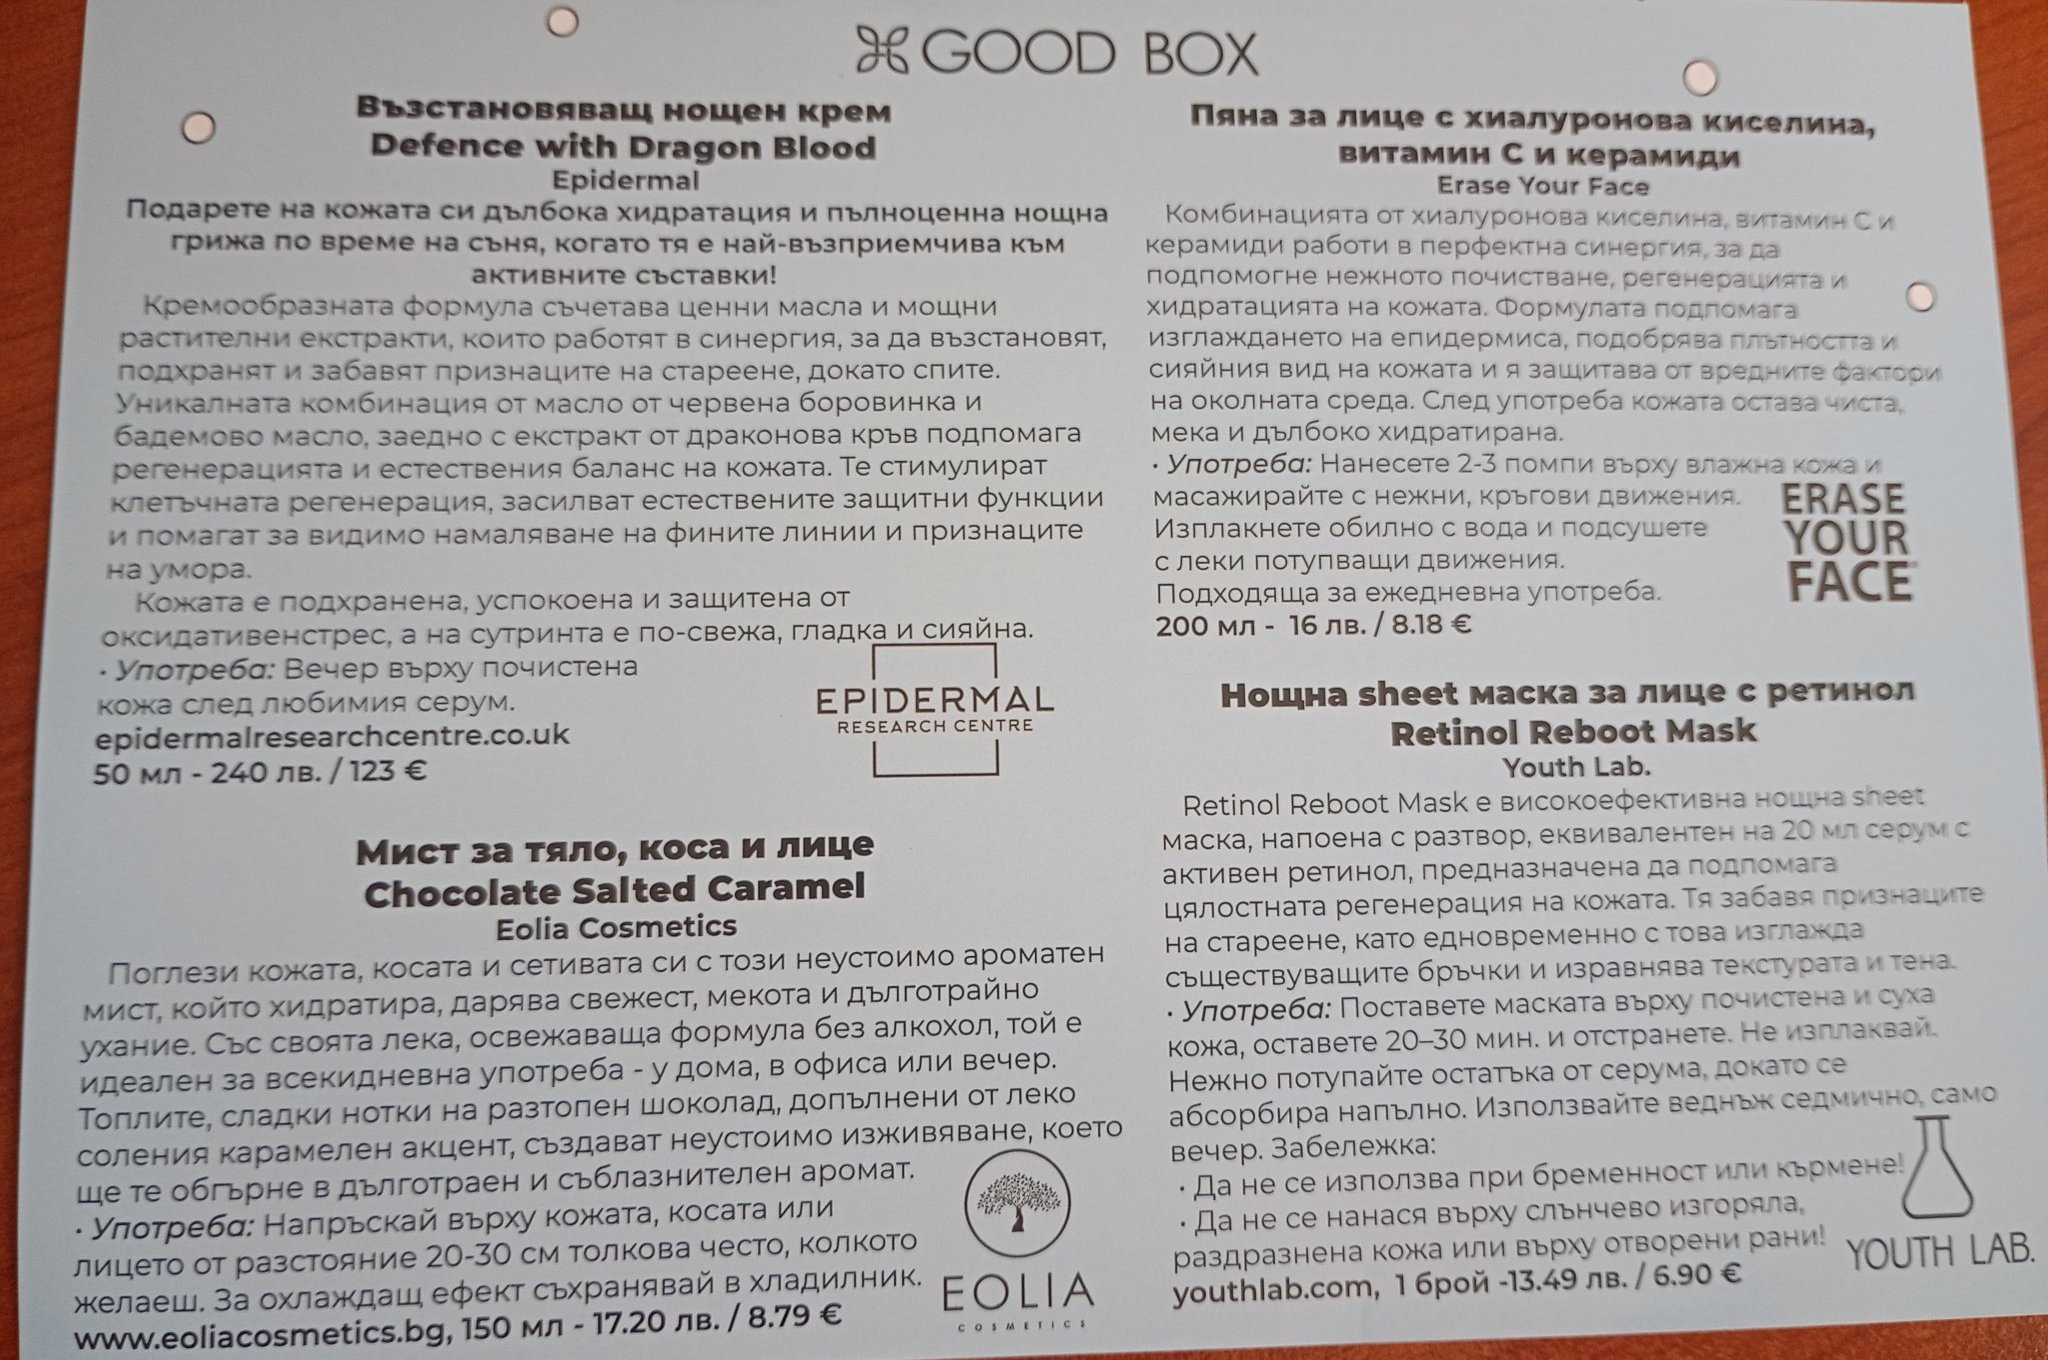 GOOD BOX
Възстановяващ нощен крем
Defence with Dragon Blood
Epidermal
Подарете на кожата си дълбока хидратация и пълноценна нощна
грижа по време на съня, когато тя е най-възприемчива към
активните съставки!
Кремообразната формула съчетава ценни масла и мощни
растителни екстракти, които работят в синергия, за да възстановят,
подхранят и забавят признаците на стареене, докато спите.
Уникалната комбинация от масло от червена боровинка и
бадемово масло, заедно с екстракт от драконова кръв подпомага
регенерацията и естествения баланс на кожата. Те стимулират
клетъчната регенерация, засилват естествените защитни функции
и помагат за видимо намаляване на фините линии и признаците
на умора.
Кожата е подхранена, успокоена и защитена от
оксидативенстрес, а на сутринта е по-свежа, гладка и сияйна.
• Употреба: Вечер върху почистена
кожа след любимия серум.
epidermalresearchcentre.co.uk
50 мл - 240 лв. / 123 €
EPIDERMAL
RESEARCH CENTRE
Мист за тяло, коса и лице
Chocolate Salted Caramel
Eolia Cosmetics
Поглези кожата, косата и сетивата си с този неустоимо ароматен
мист, който хидратира, дарява свежест, мекота и дълготрайно
ухание. Със своята лека, освежаваща формула без алкохол, той е
идеален за всекидневна употреба - у дома, в офиса или вечер.
Топлите, сладки нотки на разтопен шоколад, допълнени от леко
соления карамелен акцент, създават неустоимо изживяване, което
ще те обгърне в дълготраен и съблазнителен аромат.
• Употреба: Напръскай върху кожата, косата или
лицето от разстояние 20-30 см толкова често, колкото
желаеш. За охлаждащ ефект съхранявай в хладилник.
www.eoliacosmetics.bg, 150 мл - 17.20 лв. / 8.79 €
EOLIA
COSMETICS
Пяна за лице с хиалуронова киселина,
витамин С и керамиди
Erase Your Face
Комбинацията от хиалуронова киселина, витамин С и
керамиди работи в перфектна синергия, за да
подпомогне нежното почистване, регенерацията и
хидратацията на кожата. Формулата подпомага
изглаждането на епидермиса, подобрява плътността и
сияйния вид на кожата и я защитава от вредните фактори
на околната среда. След употреба кожата остава чиста,
мека и дълбоко хидратирана.
• Употреба: Нанесете 2-3 помпи върху влажна кожа и
масажирайте с нежни, кръгови движения.
Изплакнете обилно с вода и подсушете
с леки потупващи движения.
Подходяща за ежедневна употреба.
200 мл - 16 лв. / 8.18 €
ERASE
YOUR
FACE
Нощна sheet маска за лице с ретинол
Retinol Reboot Mask
Youth Lab.
Retinol Reboot Mask е високоефективна нощна sheet
маска, напоена с разтвор, еквивалентен на 20 мл серум с
активен ретинол, предназначена да подпомага
цялостната регенерация на кожата. Тя забавя признаците
на стареене, като едновременно с това изглажда
съществуващите бръчки и изравнява текстурата и тена.
• Употреба: Поставете маската върху почистена и суха
кожа, оставете 20–30 мин. и отстранете. Не изплаквай.
Нежно потупайте остатъка от серума, докато се
абсорбира напълно. Използвайте веднъж седмично, само
вечер. Забележка:
• Да не се използва при бременност или кърмене!
• Да не се нанася върху слънчево изгоряла,
раздразнена кожа или върху отворени рани!
youthlab.com, 1 брой -13.49 лв. / 6.90 €
YOUTH LAB.